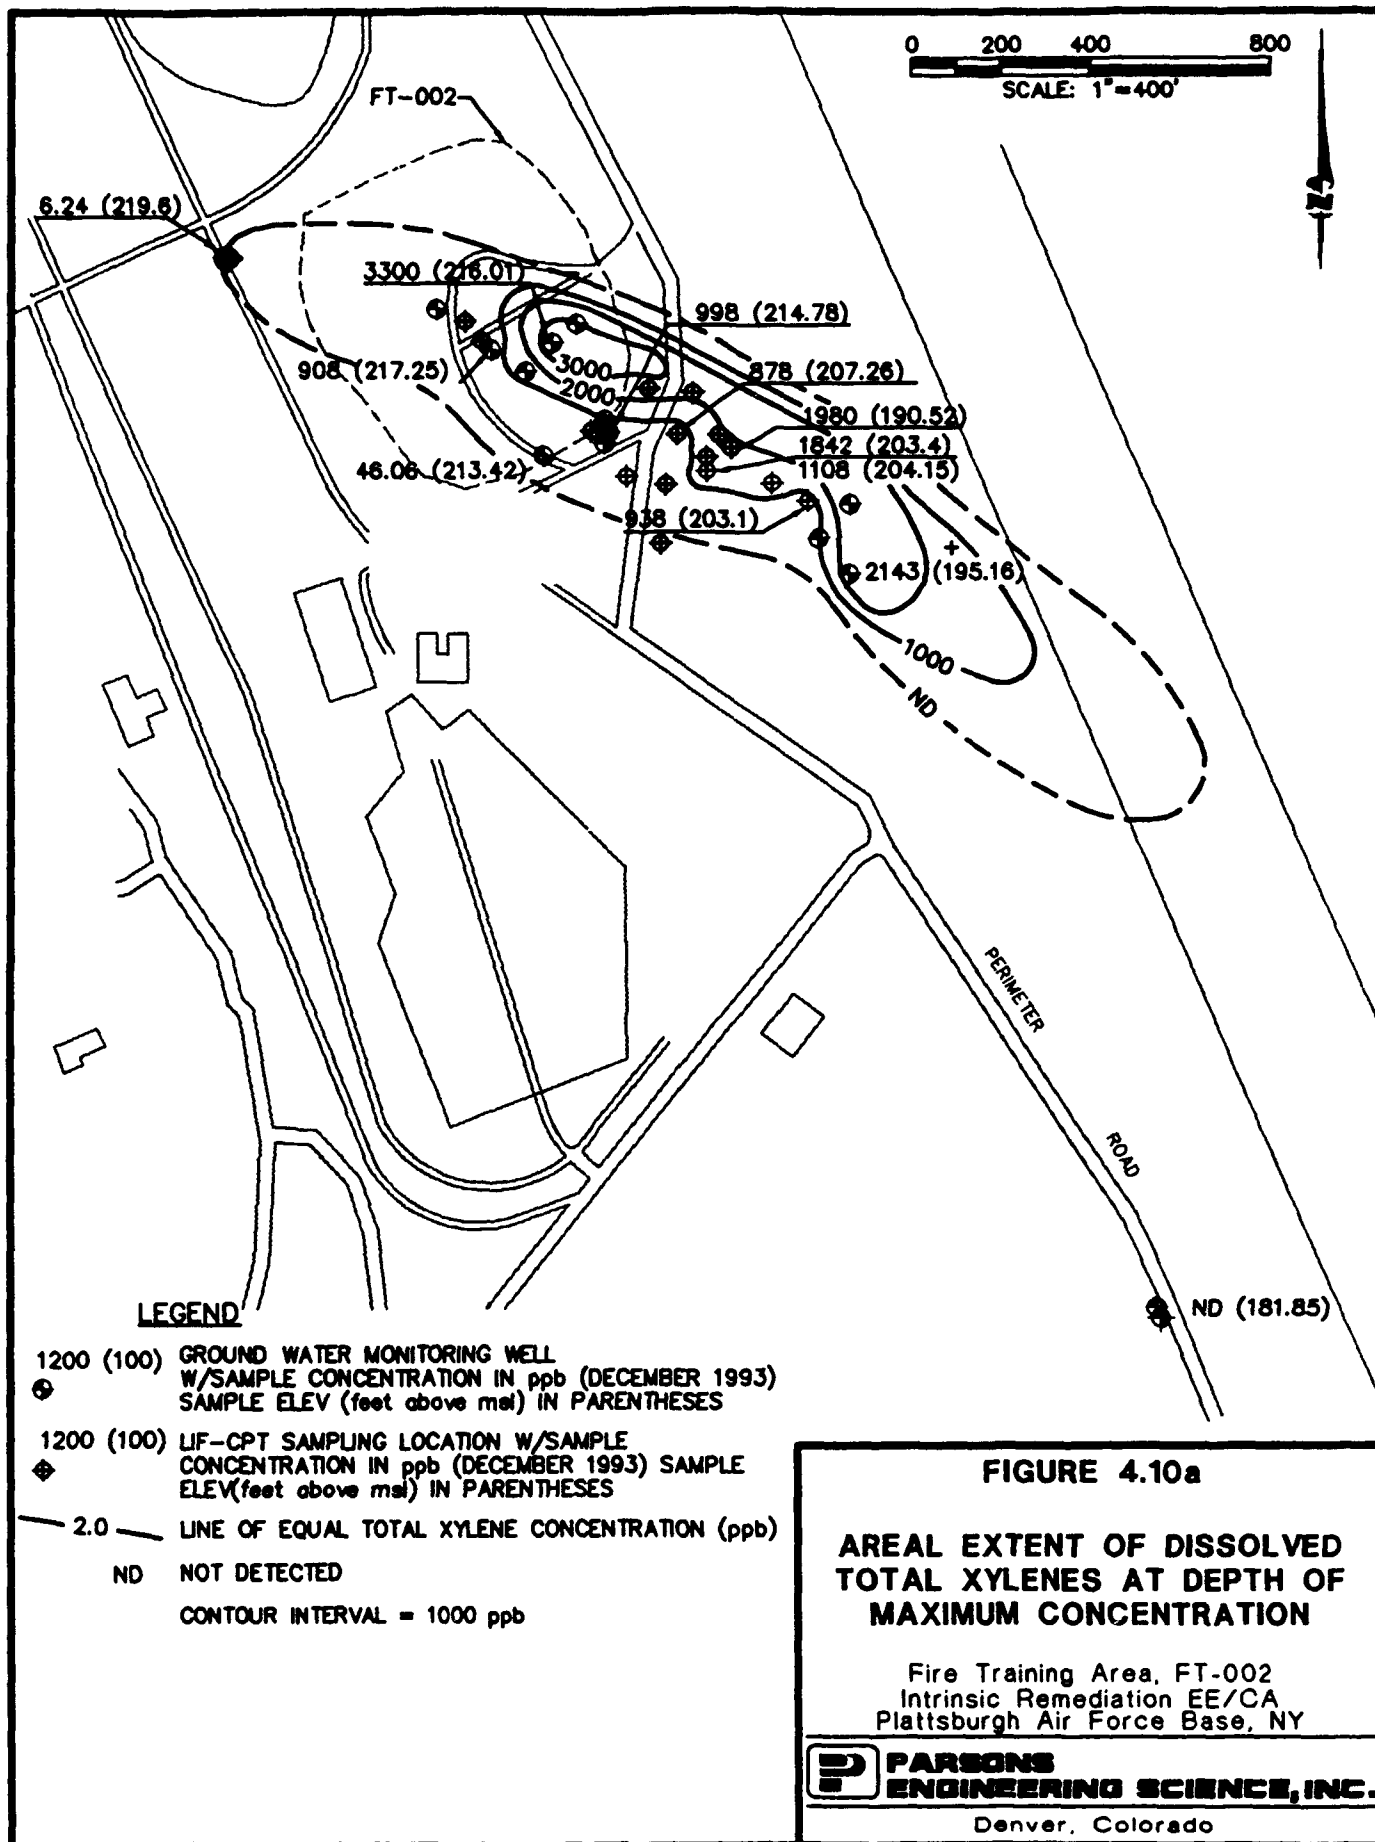 0 200 400 800
SCALE: 1"=400'
FT-002
6.24 (219.6)
3300 (216.01)
998 (214.78)
908 (217.25)
3000
878 (207.26)
2000
1980 (190.52)
1842 (203.4)
46.06 (213.42)
1108 (204.15)
938 (203.1)
2143 (195.16)
1000
ND
PERIMETER
ROAD
ND (181.85)
LEGEND
1200 (100) GROUND WATER MONITORING WELL
W/SAMPLE CONCENTRATION IN ppb (DECEMBER 1993)
SAMPLE ELEV (feet above msl) IN PARENTHESES
1200 (100) LIF-CPT SAMPLING LOCATION W/SAMPLE
CONCENTRATION IN ppb (DECEMBER 1993) SAMPLE
ELEV(feet above msl) IN PARENTHESES
2.0 LINE OF EQUAL TOTAL XYLENE CONCENTRATION (ppb)
ND NOT DETECTED
CONTOUR INTERVAL = 1000 ppb
FIGURE 4.10a
AREAL EXTENT OF DISSOLVED
TOTAL XYLENES AT DEPTH OF
MAXIMUM CONCENTRATION
Fire Training Area, FT-002
Intrinsic Remediation EE/CA
Plattsburgh Air Force Base, NY
PARSONS
ENGINEERING SCIENCE, INC.
Denver, Colorado